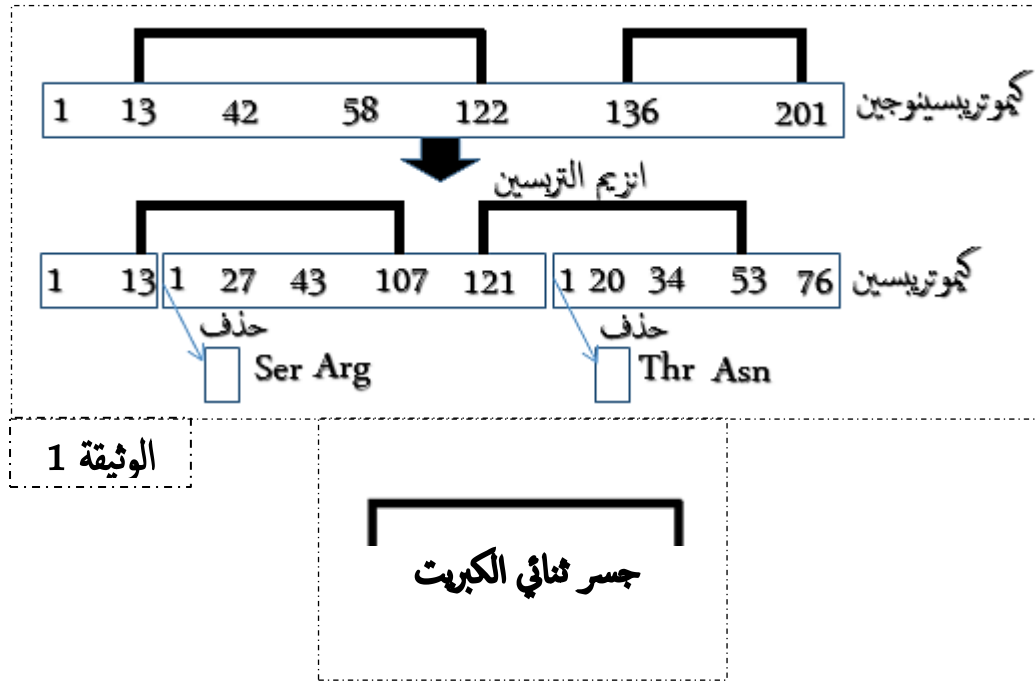 1 13 42 58 122 136 201 كيموتريبسينوجين
انزيم التربسين
1 13 1 27 43 107 121 1 20 34 53 76 كيموتريبسين
حذف حذف
Ser Arg Thr Asn
الوثيقة 1
جسر ثنائي الكبريت